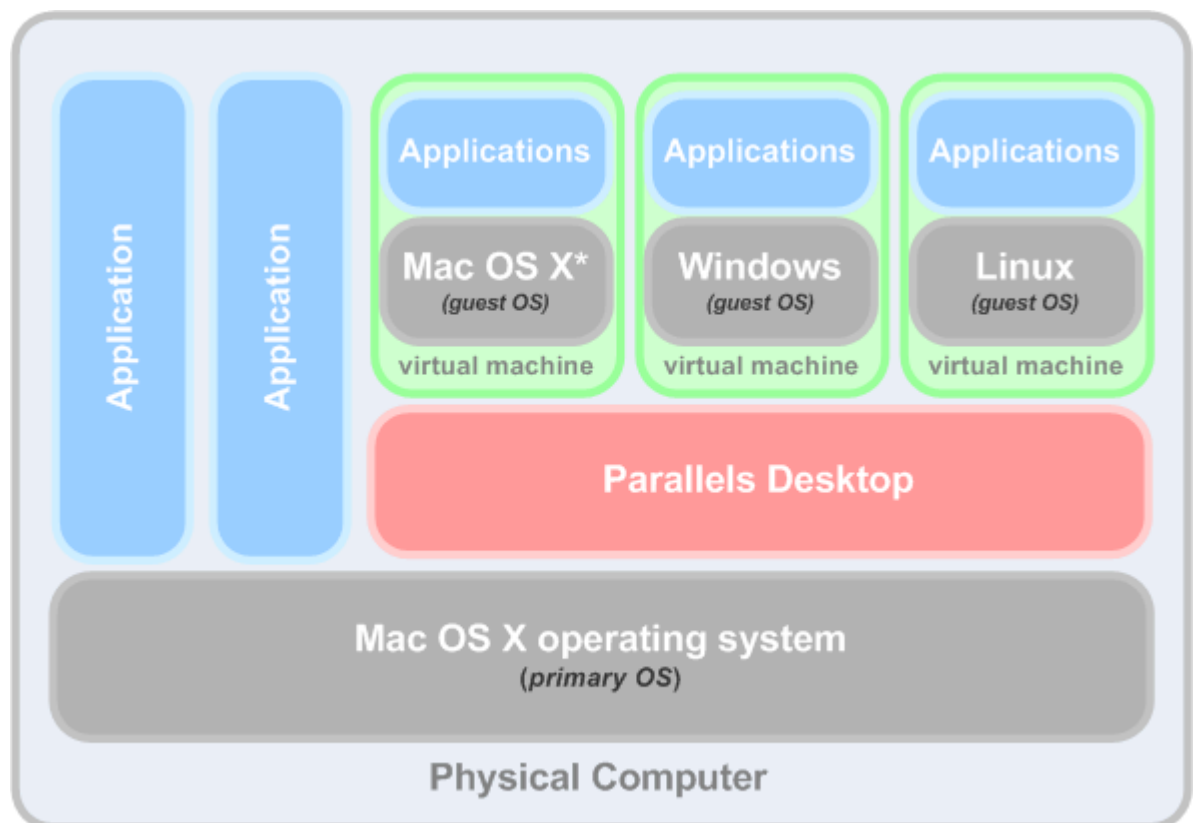 Application
Application
Applications
Mac OS X*
(guest OS)
virtual machine
Applications
Windows
(guest OS)
virtual machine
Applications
Linux
(guest OS)
virtual machine
Parallels Desktop
Mac OS X operating system
(primary OS)
Physical Computer